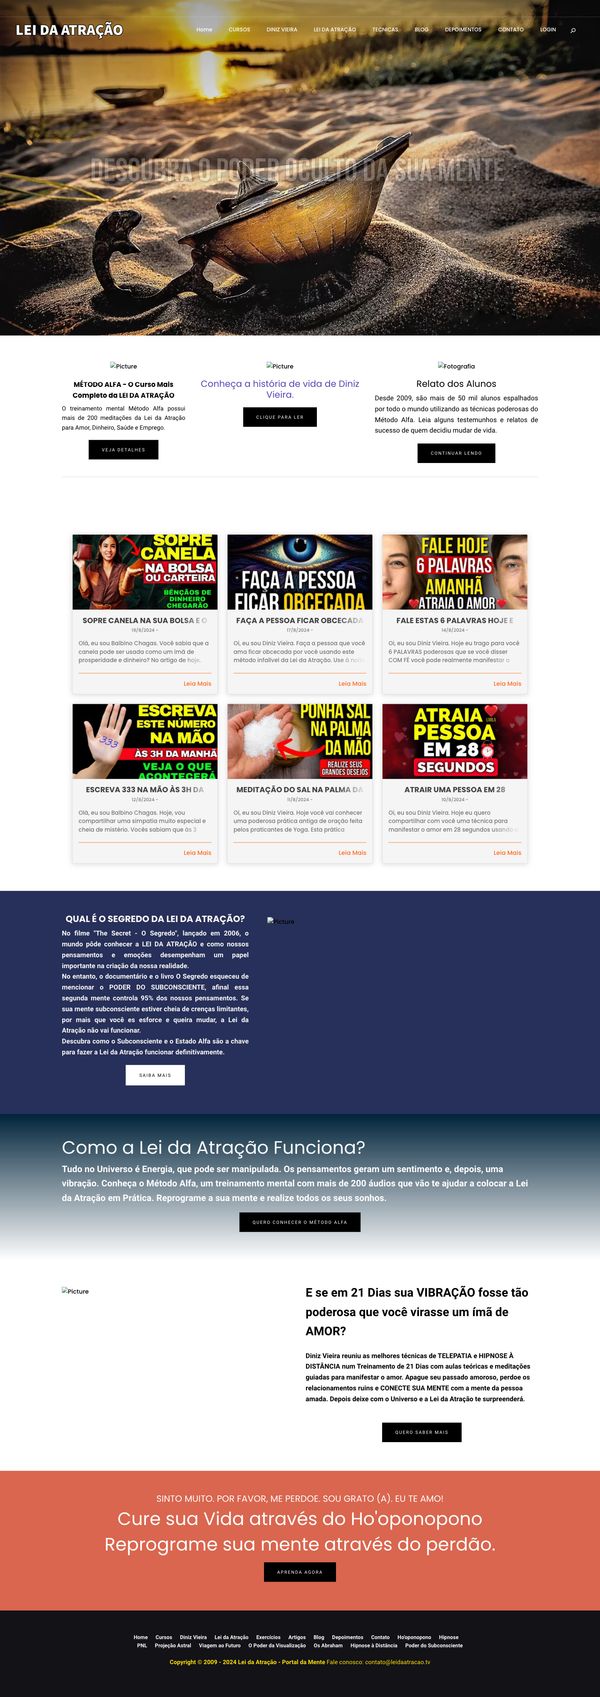 LEI DA ATRAÇÃO
Home CURSOS DINIZ VIEIRA LEI DA ATRAÇÃO TÉCNICAS BLOG DEPOIMENTOS CONTATO LOGIN
DESCUBRA O PODER OCULTO DA SUA MENTE
Picture
MÉTODO ALFA - O Curso Mais
Completo da LEI DA ATRAÇÃO
O treinamento mental Método Alfa possui
mais de 200 meditações da Lei da Atração
para Amor, Dinheiro, Saúde e Emprego.
VEJA DETALHES
Picture
Conheça a história de vida de Diniz
Vieira.
CLIQUE PARA LER
Fotografia
Relato dos Alunos
Desde 2009, são mais de 50 mil alunos espalhados
por todo o mundo utilizando as técnicas poderosas do
Método Alfa. Leia alguns testemunhos e relatos de
sucesso de quem decidiu mudar de vida.
CONTINUAR LENDO
SOPRE
CANELA
NA BOLSA
OU CARTEIRA
BÊNÇÃOS DE
DINHEIRO
CHEGARÃO
SOPRE CANELA NA SUA BOLSA E O
19/8/2024 -
Olá, eu sou Balbino Chagas. Você sabia que a
canela pode ser usada como um ímã de
prosperidade e dinheiro? No artigo de hoje,
Leia Mais
FAÇA A PESSOA
FICAR OBCECADA
FAÇA A PESSOA FICAR OBCECADA
17/8/2024 -
Oi, eu sou Diniz Vieira. Faça a pessoa que você
ama ficar obcecada por você usando este
método infalível da Lei da Atração. Use à
Leia Mais
FALE HOJE
6 PALAVRAS
AMANHÃ
ATRAIA O AMOR
FALE ESTAS 6 PALAVRAS HOJE E
14/8/2024 -
Oi, eu sou Diniz Vieira. Eu hoje trago para você
6 PALAVRAS poderosas que se você disser
COM FÉ você pode realmente manifestar o
Leia Mais
ESCREVA
ESTE NÚMERO
NA MÃO
333
ÀS 3H DA MANHÃ
VEJA O QUE
ACONTECERÁ
ESCREVA 333 NA MÃO ÀS 3H DA
12/8/2024 -
Olá, eu sou Balbino Chagas. Hoje, vou
compartilhar uma simpatia muito especial e
cheia de mistério. Vocês sabiam que às 3
Leia Mais
PONHA SAL
NA PALMA
DA MÃO
REALIZE SEUS
GRANDES DESEJOS
MEDITAÇÃO DO SAL NA PALMA DA
11/8/2024 -
Oi, eu sou Diniz Vieira. Hoje você vai conhecer
uma poderosa prática antiga de oração feita
pelos praticantes de Yoga. Esta prática
Leia Mais
ATRAIA
PESSOA
EM 28
SEGUNDOS
ATRAIR UMA PESSOA EM 28
10/8/2024 -
Oi, eu sou Diniz Vieira. Hoje eu quero
compartilhar com você uma técnica para
manifestar o amor em 28 segundos usando
Leia Mais
QUAL É O SEGREDO DA LEI DA ATRAÇÃO?
No filme "The Secret - O Segredo", lançado em 2006, o
mundo pôde conhecer a LEI DA ATRAÇÃO e como nossos
pensamentos e emoções desempenham um papel
importante na criação da nossa realidade.
No entanto, o documentário e o livro O Segredo esqueceu de
mencionar o PODER DO SUBCONSCIENTE, afinal essa
segunda mente controla 95% dos nossos pensamentos. Se
sua mente subconsciente estiver cheia de crenças limitantes,
por mais que você es esforce e queira mudar, a Lei da
Atração não vai funcionar.
Descubra como o Subconsciente e o Estado Alfa são a chave
para fazer a Lei da Atração funcionar definitivamente.
SAIBA MAIS
Picture
Como a Lei da Atração Funciona?
Tudo no Universo é Energia, que pode ser manipulada. Os pensamentos geram um sentimento e, depois, uma
vibração. Conheça o Método Alfa, um treinamento mental com mais de 200 áudios que vão te ajudar a colocar a Lei
da Atração em Prática. Reprograme a sua mente e realize todos os seus sonhos.
QUERO CONHECER O MÉTODO ALFA
Picture
E se em 21 Dias sua VIBRAÇÃO fosse tão
poderosa que você virasse um ímã de
AMOR?
Diniz Vieira reuniu as melhores técnicas de TELEPATIA e HIPNOSE À
DISTÂNCIA num Treinamento de 21 Dias com aulas teóricas e meditações
guiadas para manifestar o amor. Apague seu passado amoroso, perdoe os
relacionamentos ruins e CONECTE SUA MENTE com a mente da pessoa
amada. Depois deixe com o Universo e a Lei da Atração te surpreenderá.
QUERO SABER MAIS
SINTO MUITO. POR FAVOR, ME PERDOE. SOU GRATO (A). EU TE AMO!
Cure sua Vida através do Ho'oponopono
Reprograme sua mente através do perdão.
APRENDA AGORA
Home Cursos Diniz Vieira Lei da Atração Exercícios Artigos Blog Depoimentos Contato Ho'oponopono Hipnose
PNL Projeção Astral Viagem ao Futuro O Poder da Visualização Os Abraham Hipnose à Distância Poder do Subconsciente
Copyright © 2009 - 2024 Lei da Atração - Portal da Mente Fale conosco: contato@leidaatracao.tv